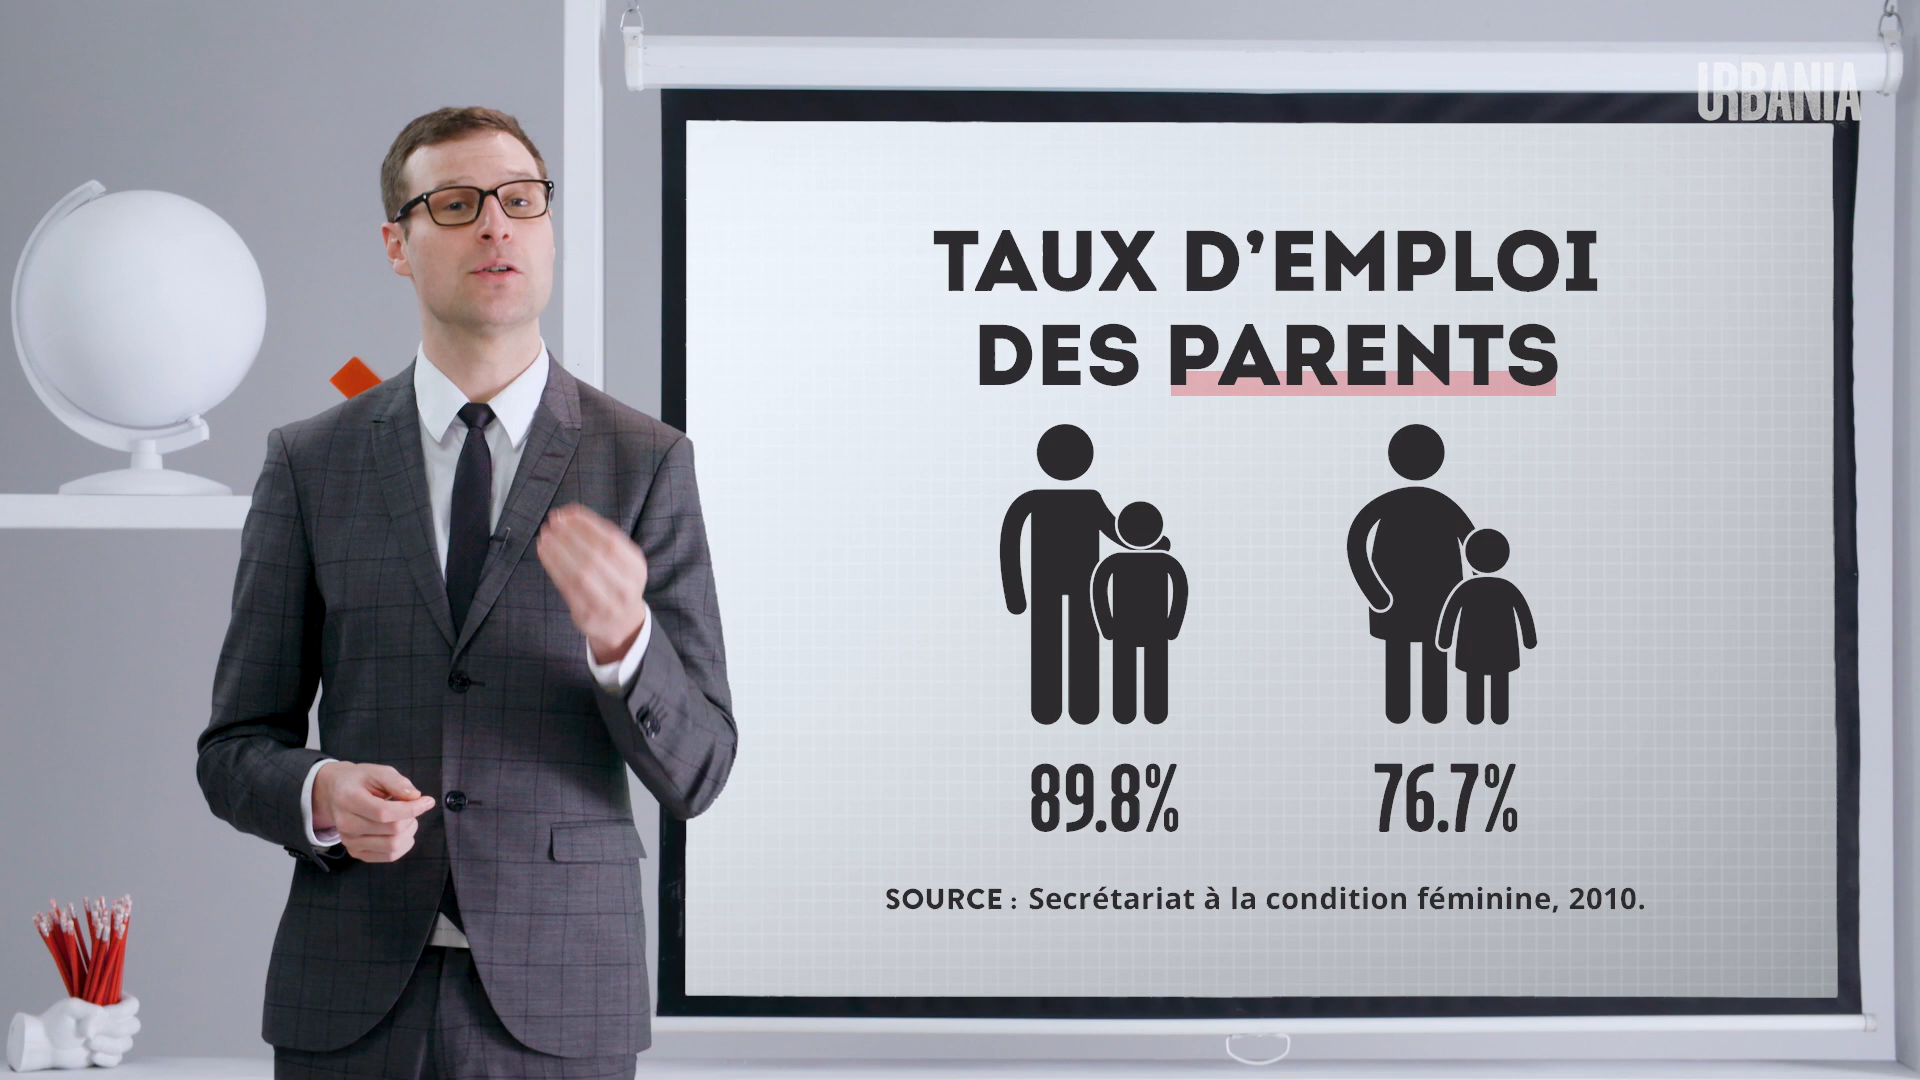 URBANIA
TAUX D'EMPLOI
DES PARENTS
89.8% 76.7%
SOURCE : Secrétariat à la condition féminine, 2010.